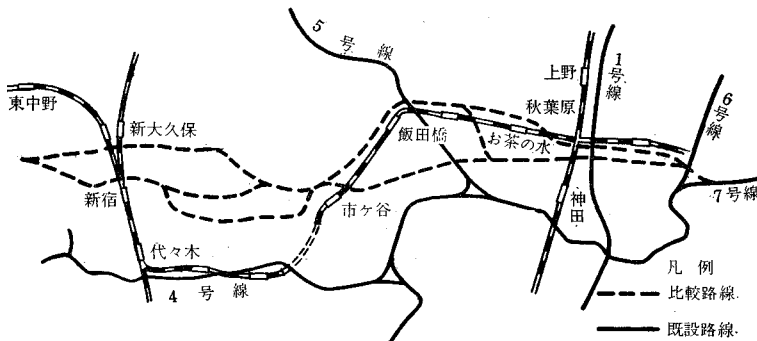 5号線
上野
1号線
6号線
東中野
新大久保
秋葉原
飯田橋
お茶の水
新宿
市ケ谷
神田
7号線
代々木
4号線
凡例
比較路線
既設路線